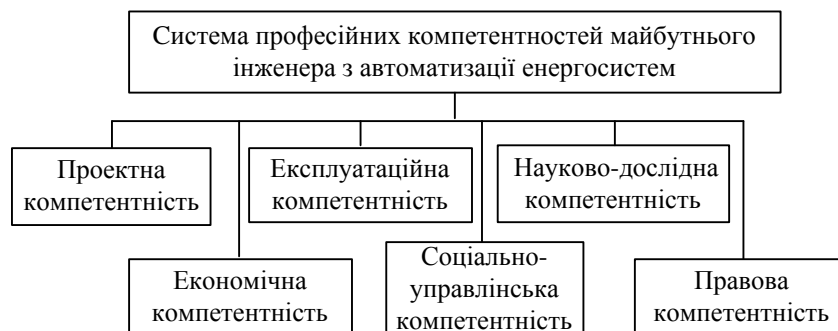 Система професійних компетентностей майбутнього
інженера з автоматизації енергосистем
Проектна
компетентність
Експлуатаційна
компетентність
Науково-дослідна
компетентність
Економічна
компетентність
Соціально-
управлінська
компетентність
Правова
компетентність